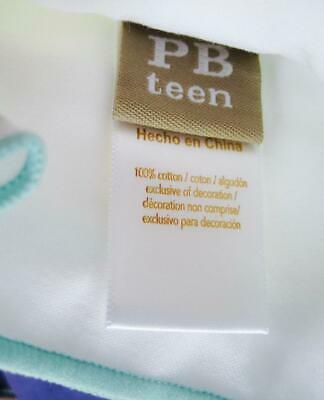 PB
teen
Hecho en China
100% cotton / coton / algodón
exclusive of decoration /
décoration non comprise/
exclusivo para decoración